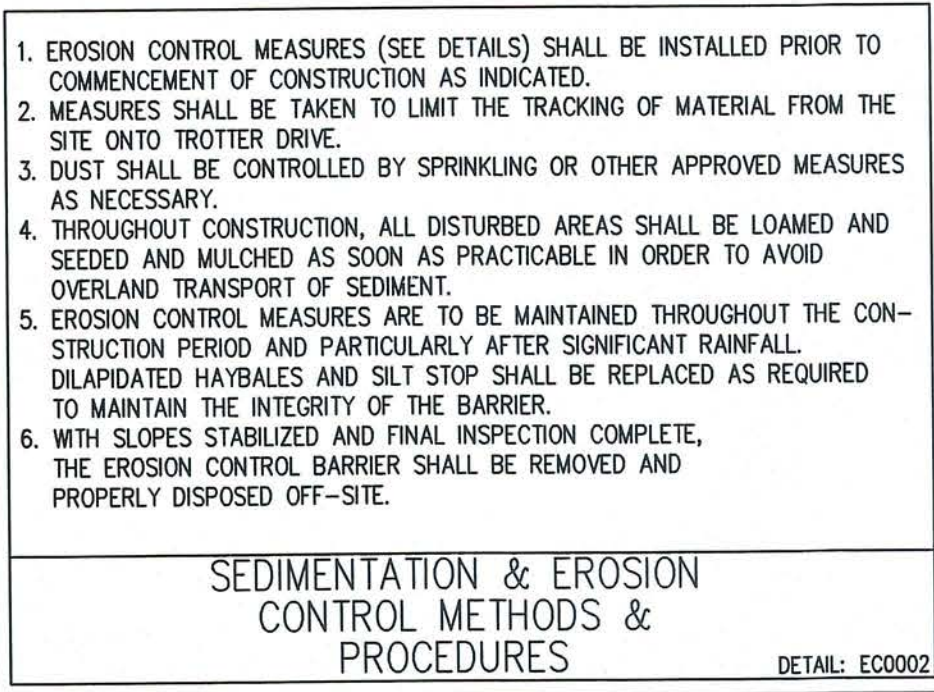 1. EROSION CONTROL MEASURES (SEE DETAILS) SHALL BE INSTALLED PRIOR TO
COMMENCEMENT OF CONSTRUCTION AS INDICATED.
2. MEASURES SHALL BE TAKEN TO LIMIT THE TRACKING OF MATERIAL FROM THE
SITE ONTO TROTTER DRIVE.
3. DUST SHALL BE CONTROLLED BY SPRINKLING OR OTHER APPROVED MEASURES
AS NECESSARY.
4. THROUGHOUT CONSTRUCTION, ALL DISTURBED AREAS SHALL BE LOAMED AND
SEEDED AND MULCHED AS SOON AS PRACTICABLE IN ORDER TO AVOID
OVERLAND TRANSPORT OF SEDIMENT.
5. EROSION CONTROL MEASURES ARE TO BE MAINTAINED THROUGHOUT THE CON-
STRUCTION PERIOD AND PARTICULARLY AFTER SIGNIFICANT RAINFALL.
DILAPIDATED HAYBALES AND SILT STOP SHALL BE REPLACED AS REQUIRED
TO MAINTAIN THE INTEGRITY OF THE BARRIER.
6. WITH SLOPES STABILIZED AND FINAL INSPECTION COMPLETE,
THE EROSION CONTROL BARRIER SHALL BE REMOVED AND
PROPERLY DISPOSED OFF-SITE.
SEDIMENTATION & EROSION
CONTROL METHODS &
PROCEDURES
DETAIL: EC0002